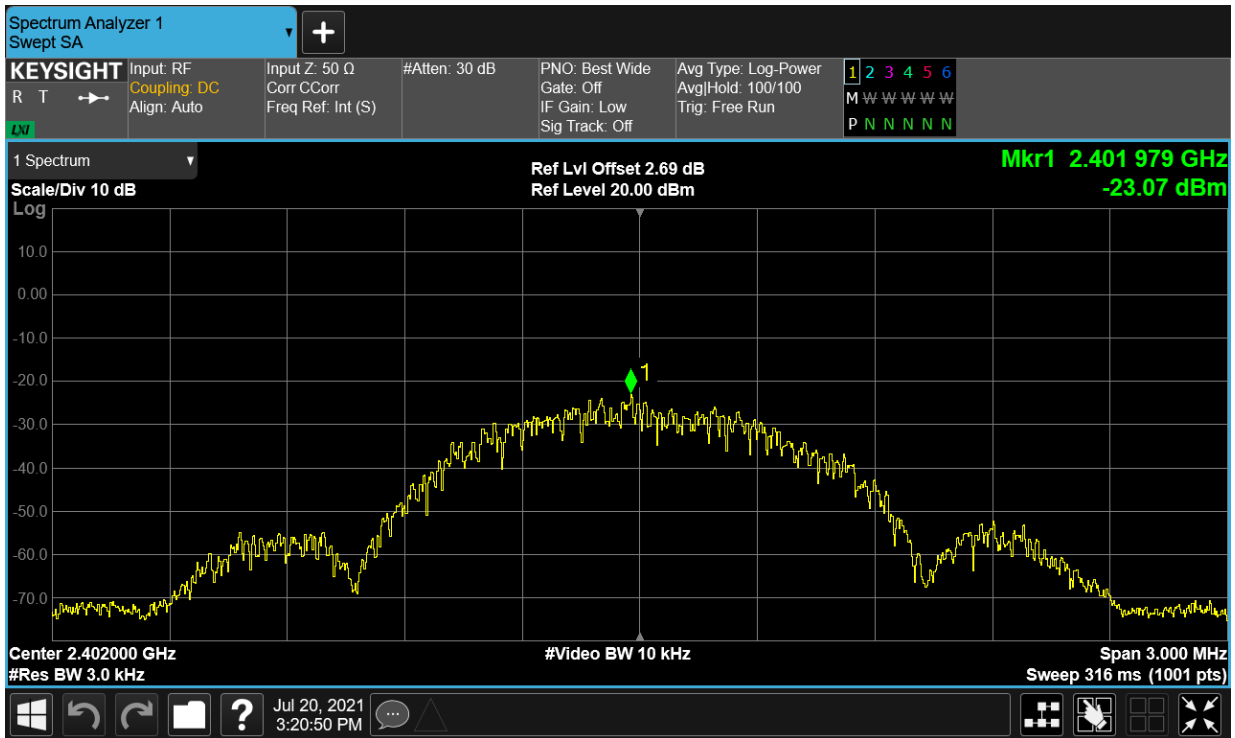 Spectrum Analyzer 1
Swept SA
KEYSIGHT
R T
LXI
Input: RF
Coupling: DC
Align: Auto
Input Z: 50 Ω
Corr CCorr
Freq Ref: Int (S)
#Atten: 30 dB
PNO: Best Wide
Gate: Off
IF Gain: Low
Sig Track: Off
Avg Type: Log-Power
Avg|Hold: 100/100
Trig: Free Run
1 2 3 4 5 6
M W W W W W
P N N N N N
1 Spectrum
Scale/Div 10 dB
Log
Ref Lvl Offset 2.69 dB
Ref Level 20.00 dBm
Mkr1 2.401 979 GHz
-23.07 dBm
10.0
0.00
-10.0
-20.0
-30.0
-40.0
-50.0
-60.0
-70.0
1
Center 2.402000 GHz
#Res BW 3.0 kHz
#Video BW 10 kHz
Span 3.000 MHz
Sweep 316 ms (1001 pts)
?
Jul 20, 2021
3:20:50 PM